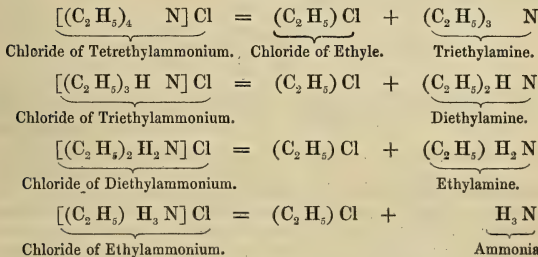 [(C₂ H₅)₄ N] Cl = (C₂ H₅) Cl + (C₂ H₅)₃ N
Chloride of Tetrethylammonium. Chloride of Ethyle. Triethylamine.
[(C₂ H₅)₃ H N] Cl = (C₂ H₅) Cl + (C₂ H₅)₂ H N
Chloride of Triethylammonium. Diethylamine.
[(C₂ H₅)₂ H₂ N] Cl = (C₂ H₅) Cl + (C₂ H₅) H₂ N
Chloride of Diethylammonium. Ethylamine.
[(C₂ H₅) H₃ N] Cl = (C₂ H₅) Cl + H₃ N
Chloride of Ethylammonium. Ammonia